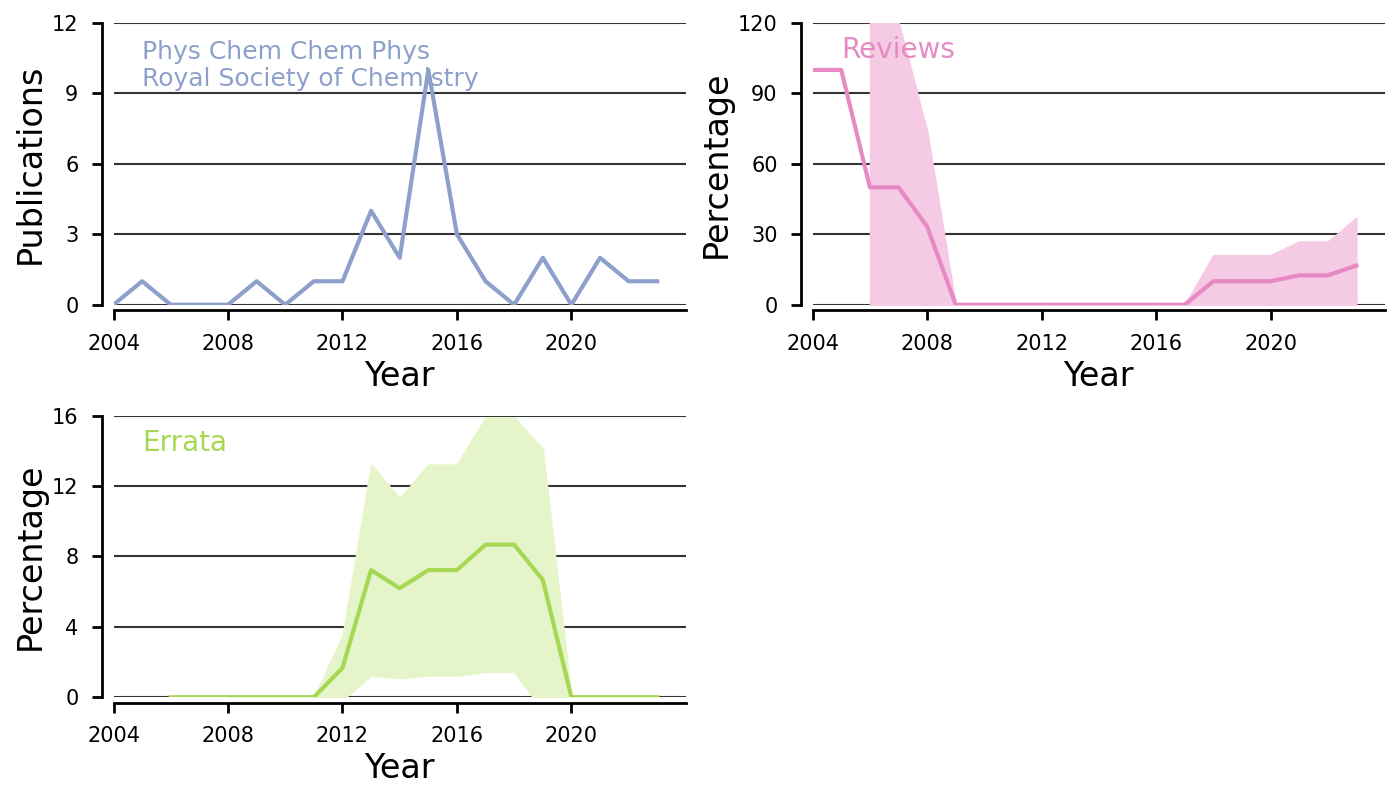 12
9
6
3
0
Publications
Phys Chem Chem Phys
Royal Society of Chemistry
2004 2008 2012 2016 2020
Year
120
90
60
30
0
Percentage
Reviews
2004 2008 2012 2016 2020
Year
16
12
8
4
0
Percentage
Errata
2004 2008 2012 2016 2020
Year